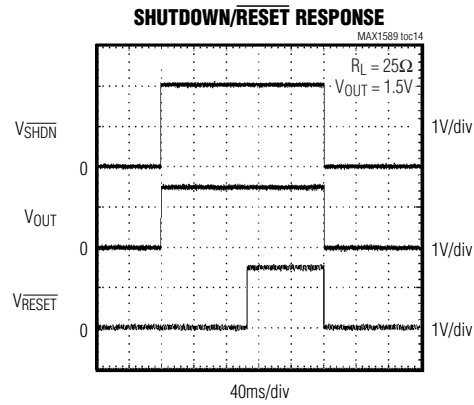 SHUTDOWN/RESET RESPONSE
MAX1589 toc14
RL = 25Ω
VOUT = 1.5V
VSHDN
1V/div
0
VOUT
0
1V/div
VRESET
0
1V/div
40ms/div